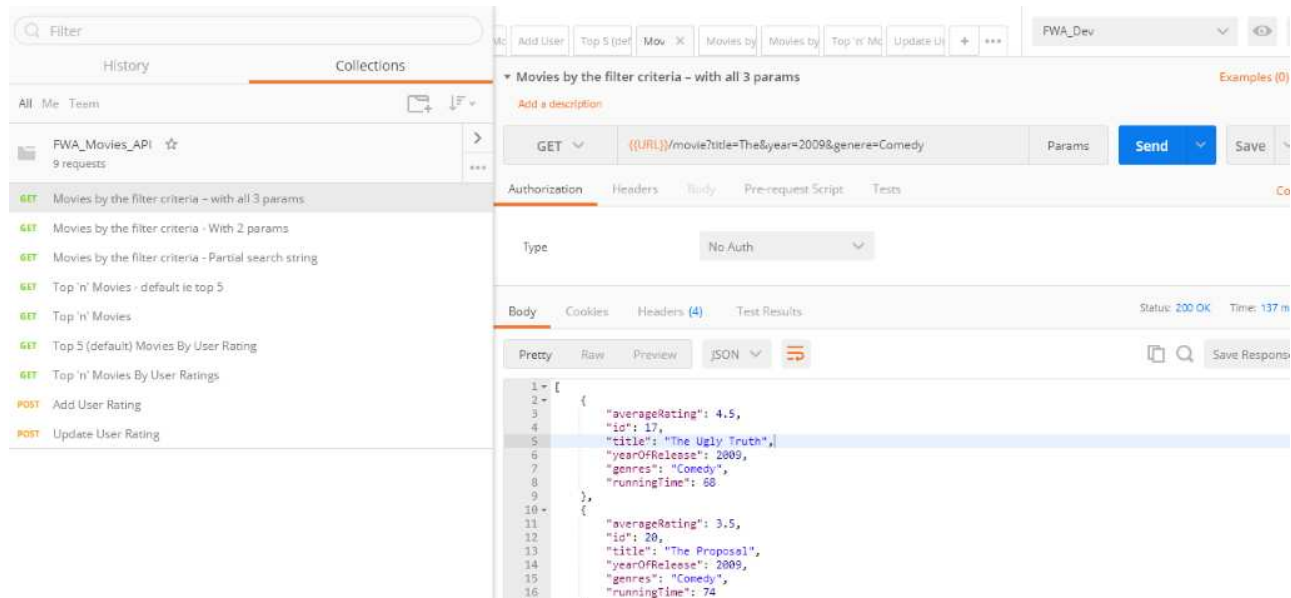 Filter
History Collections
All Me Team
FWA_Movies_API
9 requests
GET Movies by the filter criteria – with all 3 params
GET Movies by the filter criteria - With 2 params
GET Movies by the filter criteria - Partial search string
GET Top 'n' Movies - default ie top 5
GET Top 'n' Movies
GET Top 5 (default) Movies By User Rating
GET Top 'n' Movies By User Ratings
POST Add User Rating
POST Update User Rating
Add User Top 5 (def Mov X Movies by Movies by Top 'n' Mo Update U + •••
FWA_Dev
Movies by the filter criteria – with all 3 params Examples (0)
Add a description
GET {{URL}}/movie?title=The&year=2009&genere=Comedy Params Send Save
Authorization Headers Body Pre-request Script Tests Co
Type No Auth
Body Cookies Headers (4) Test Results Status: 200 OK Time: 137 m
Pretty Raw Preview JSON Save Response
1 [
2 {
3 "averageRating": 4.5,
4 "id": 17,
5 "title": "The Ugly Truth",
6 "yearOfRelease": 2009,
7 "genres": "Comedy",
8 "runningTime": 68
9 },
10 {
11 "averageRating": 3.5,
12 "id": 20,
13 "title": "The Proposal",
14 "yearOfRelease": 2009,
15 "genres": "Comedy",
16 "runningTime": 74